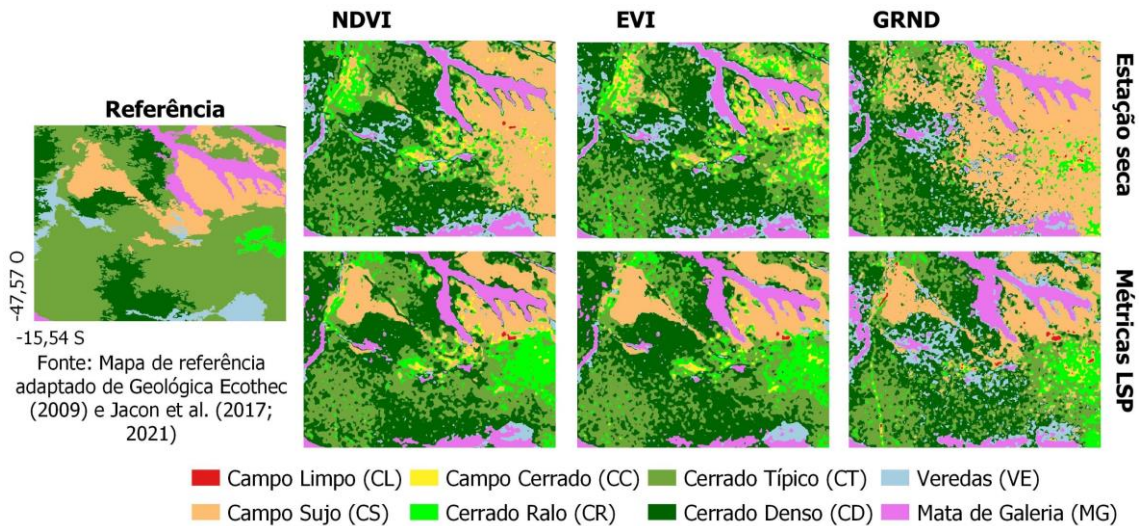 NDVI
EVI
GRND
Referência
Estação seca
Métricas LSP
-47,57 O
-15,54 S
Fonte: Mapa de referência
adaptado de Geológica Ecothec
(2009) e Jacon et al. (2017;
2021)
Campo Limpo (CL)
Campo Cerrado (CC)
Cerrado Típico (CT)
Veredas (VE)
Campo Sujo (CS)
Cerrado Ralo (CR)
Cerrado Denso (CD)
Mata de Galeria (MG)